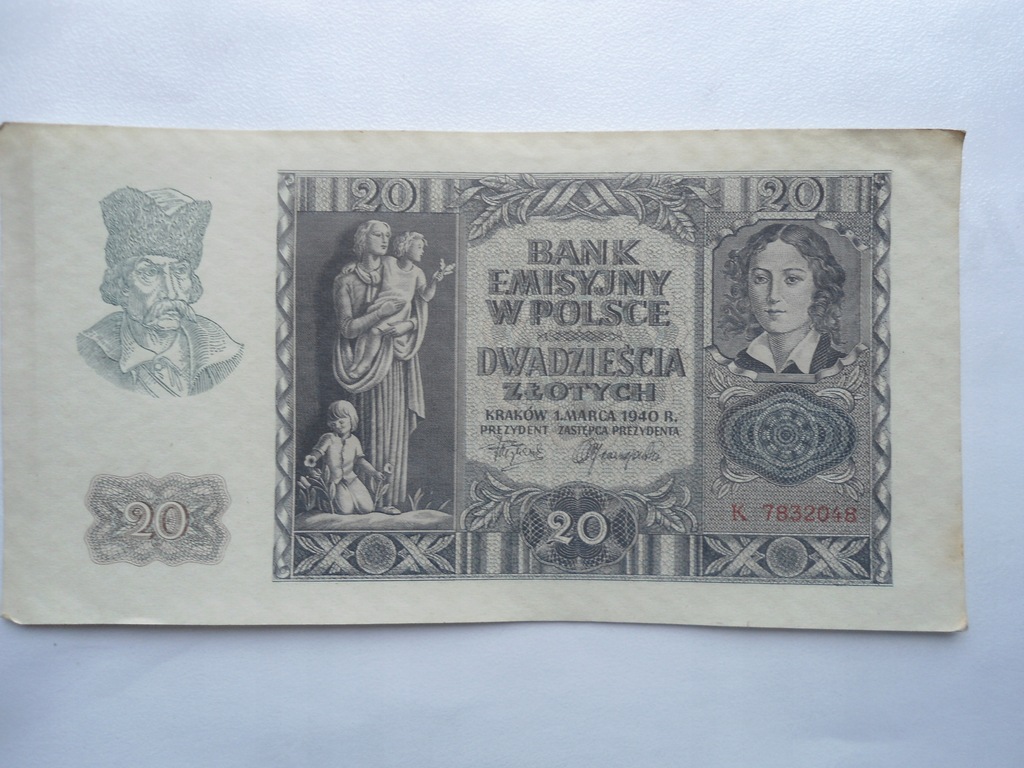 20
20
BANK
EMISYJNY
W POLSCE
DWADZIEŚCIA
ZŁOTYCH
KRAKÓW 1. MARCA 1940 R.
PREZYDENT ZASTĘPCA PREZYDENTA
K 7832048
20
20